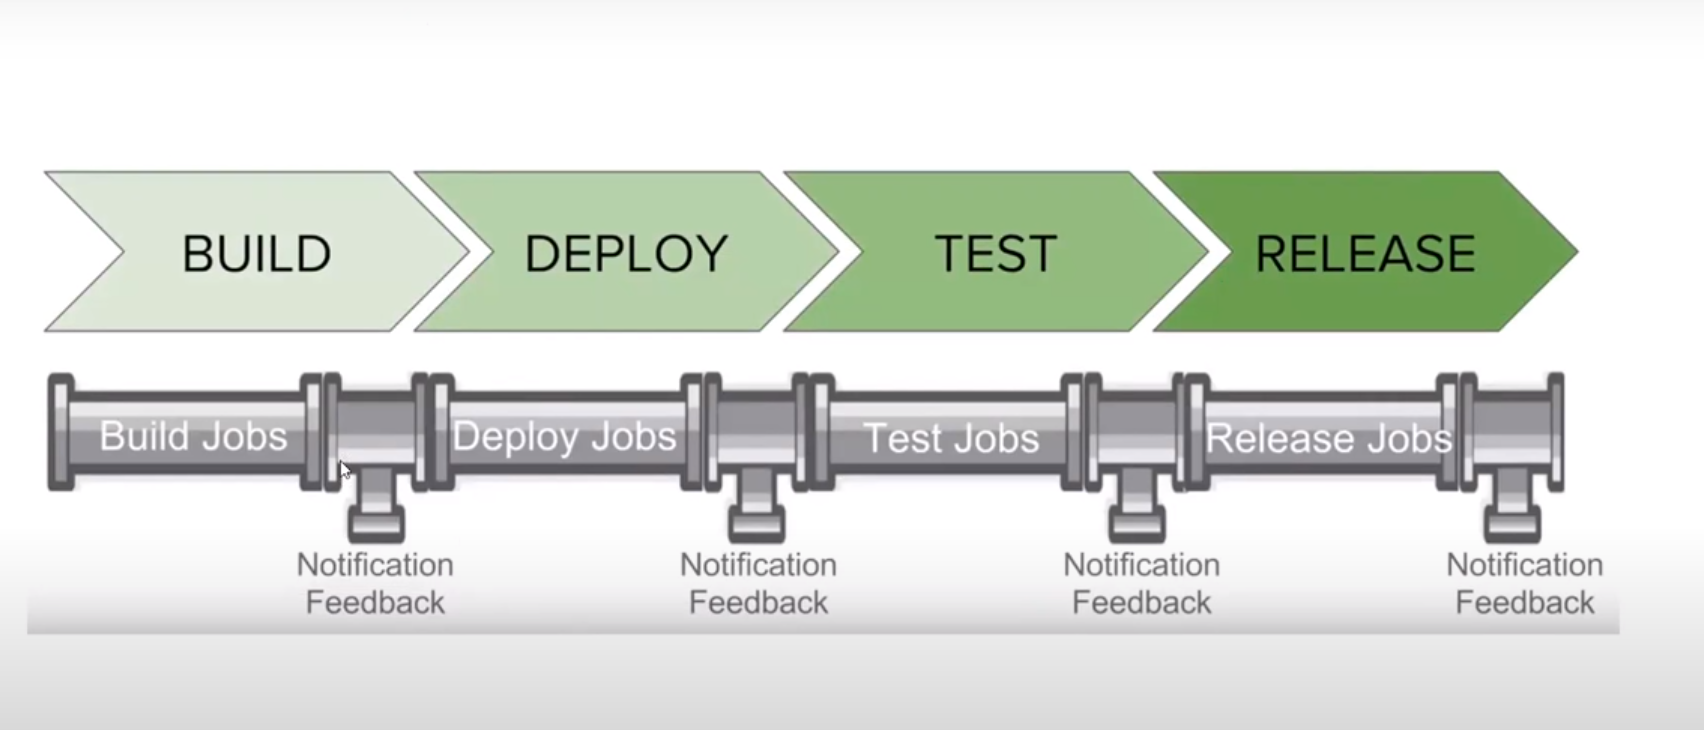 BUILD
DEPLOY
TEST
RELEASE
Build Jobs
Deploy Jobs
Test Jobs
Release Jobs
Notification
Feedback
Notification
Feedback
Notification
Feedback
Notification
Feedback